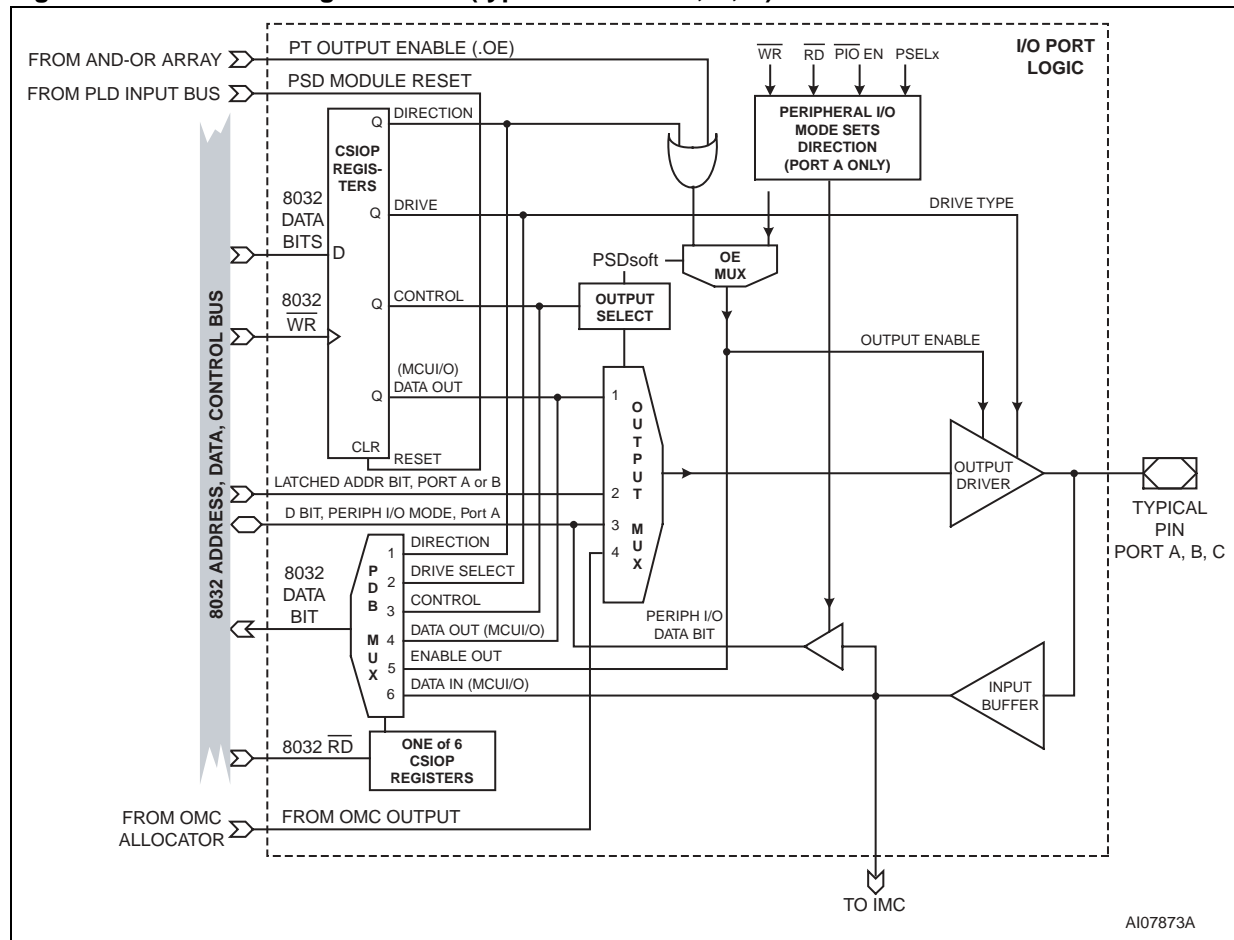 I/O PORT
LOGIC
PT OUTPUT ENABLE (.OE)
FROM AND-OR ARRAY
PSD MODULE RESET
FROM PLD INPUT BUS
WR RD PIO EN PSELx
PERIPHERAL I/O
MODE SETS
DIRECTION
(PORT A ONLY)
Q DIRECTION
CSIOP
REGIS-
TERS
8032
DATA
BITS
D
Q DRIVE
DRIVE TYPE
PSDsoft
OE
MUX
8032
WR
Q CONTROL
OUTPUT
SELECT
OUTPUT ENABLE
(MCUI/O)
Q DATA OUT
CLR
RESET
8032 ADDRESS, DATA, CONTROL BUS
1
2
3
4
OUTPUT MUX
OUTPUT
DRIVER
TYPICAL
PIN
PORT A, B, C
LATCHED ADDR BIT, PORT A or B
D BIT, PERIPH I/O MODE, Port A
8032
DATA
BIT
PDB MUX
1 DIRECTION
2 DRIVE SELECT
3 CONTROL
4 DATA OUT (MCUI/O)
5 ENABLE OUT
6 DATA IN (MCUI/O)
PERIPH I/O
DATA BIT
INPUT
BUFFER
8032 RD
ONE of 6
CSIOP
REGISTERS
FROM OMC
ALLOCATOR
FROM OMC OUTPUT
TO IMC
AI07873A